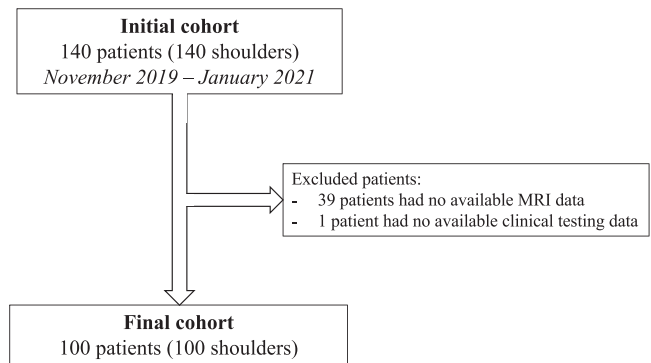 Initial cohort
140 patients (140 shoulders)
November 2019 – January 2021
Excluded patients:
- 39 patients had no available MRI data
- 1 patient had no available clinical testing data
Final cohort
100 patients (100 shoulders)